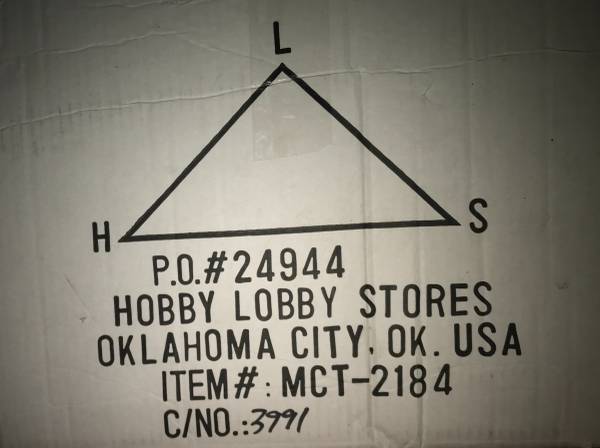 L
H S
P.O.#24944
HOBBY LOBBY STORES
OKLAHOMA CITY. OK. USA
ITEM#: MCT-2184
C/NO.:3991